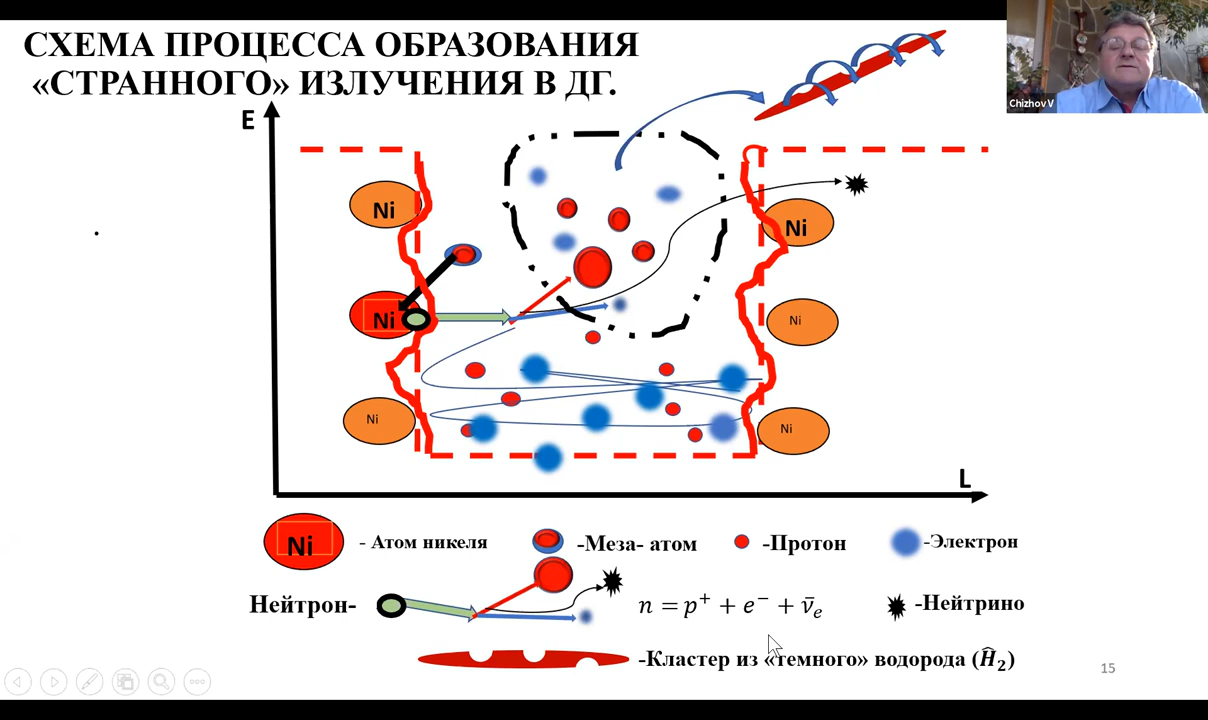 СХЕМА ПРОЦЕССА ОБРАЗОВАНИЯ
«СТРАННОГО» ИЗЛУЧЕНИЯ В ДГ.
Chizhov V
E
Ni
Ni
Ni
Ni
Ni
Ni
L
Ni
- Атом никеля
-Меза- атом
-Протон
-Электрон
Нейтрон-
n = p⁺ + e⁻ + ν̄ₑ
-Нейтрино
-Кластер из «темного» водорода (Ĥ₂)
15